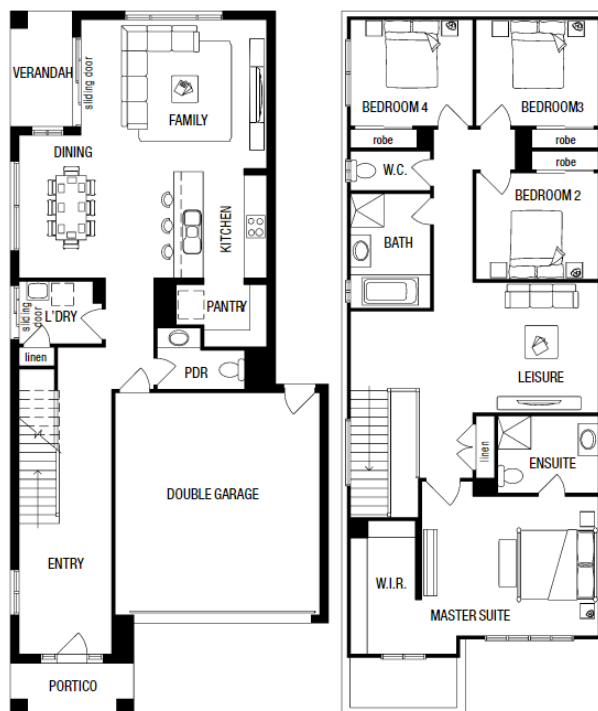 VERANDAH
sliding door
FAMILY
DINING
KITCHEN
PANTRY
sliding
door
L'DRY
linen
PDR
DOUBLE GARAGE
ENTRY
PORTICO
BEDROOM 4
BEDROOM3
robe
robe
robe
W.C.
BEDROOM 2
BATH
LEISURE
linen
ENSUITE
W.I.R.
MASTER SUITE